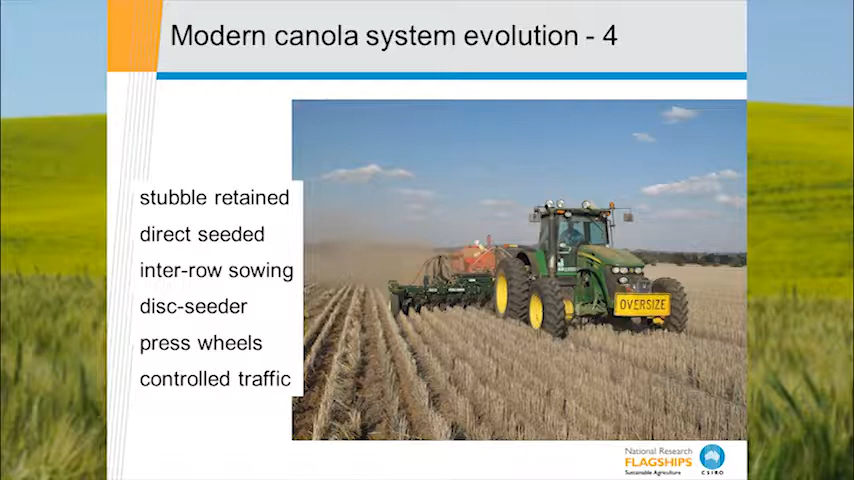 Modern canola system evolution - 4
stubble retained
direct seeded
inter-row sowing
disc-seeder
press wheels
controlled traffic
OVERSIZE
National Research
FLAGSHIPS
Sustainable Agriculture
CSIRO